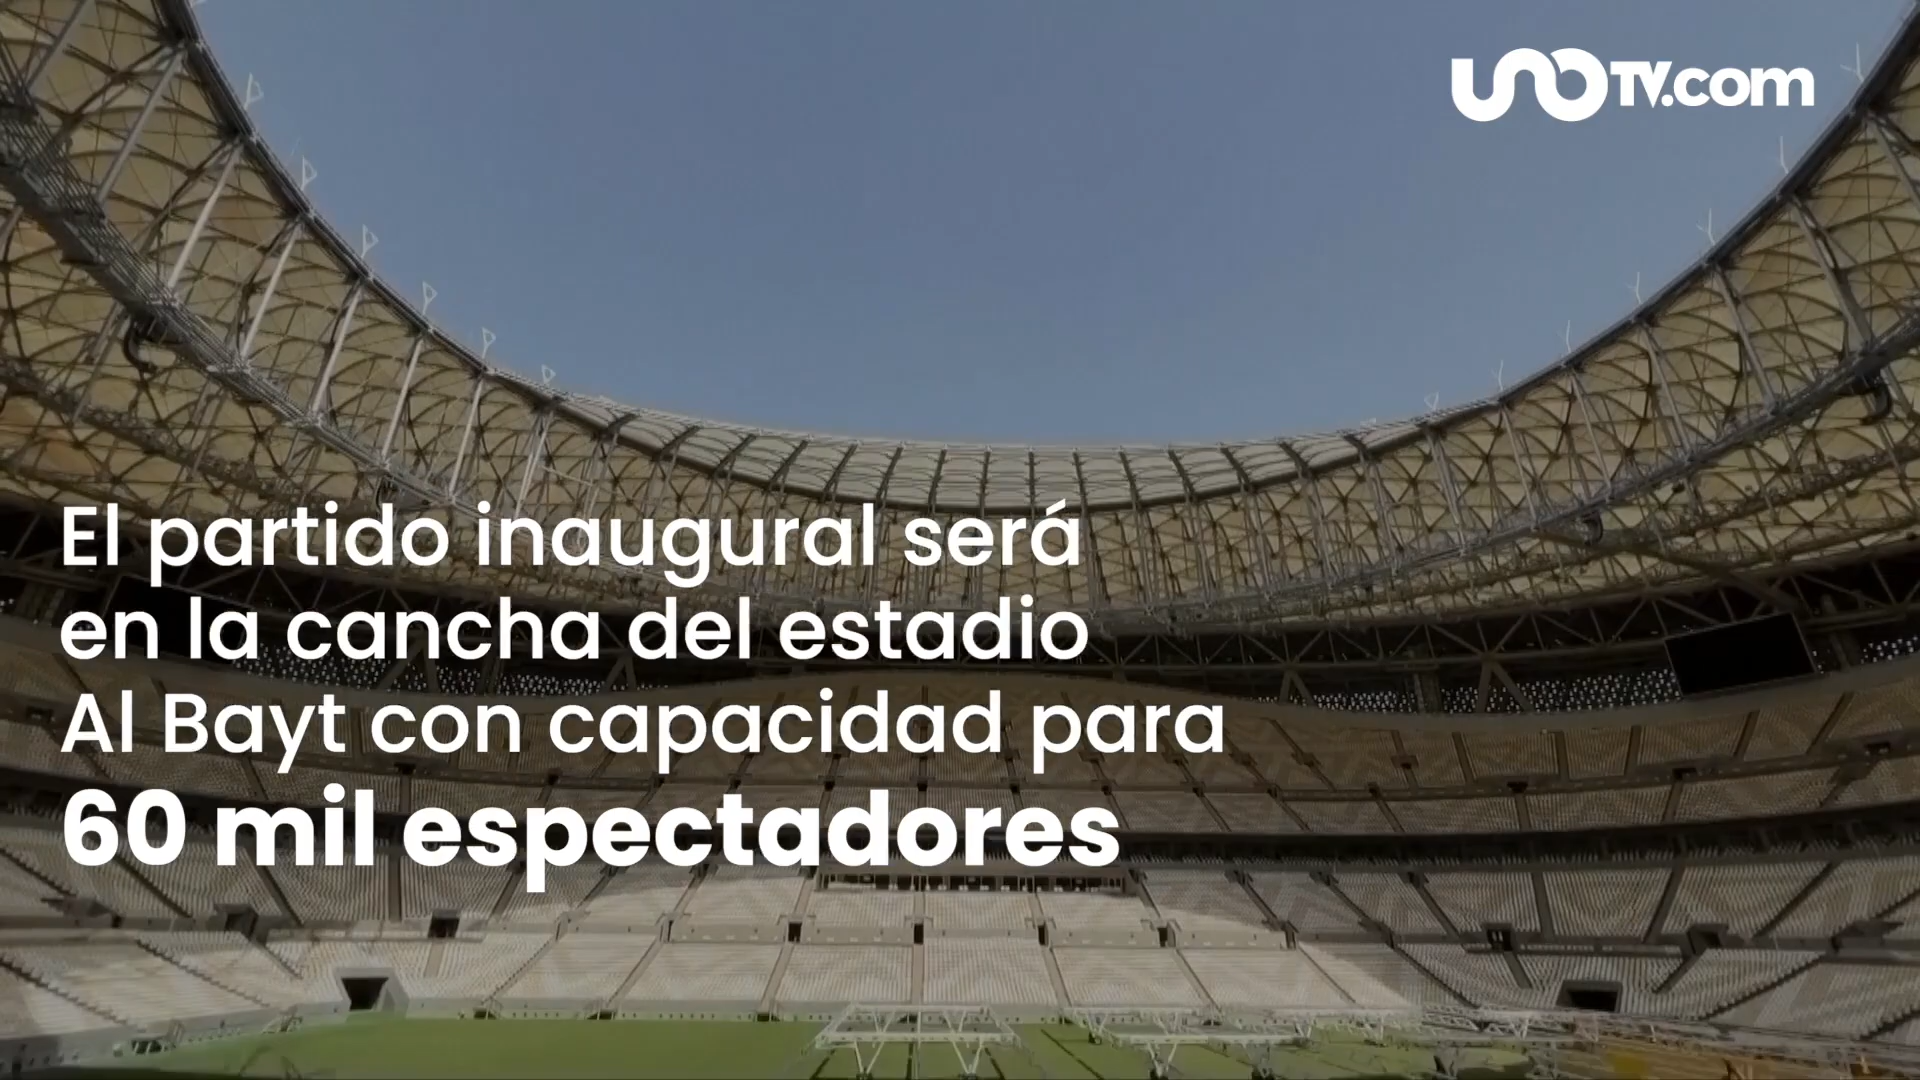 UNOTV.com
El partido inaugural será
en la cancha del estadio
Al Bayt con capacidad para
60 mil espectadores